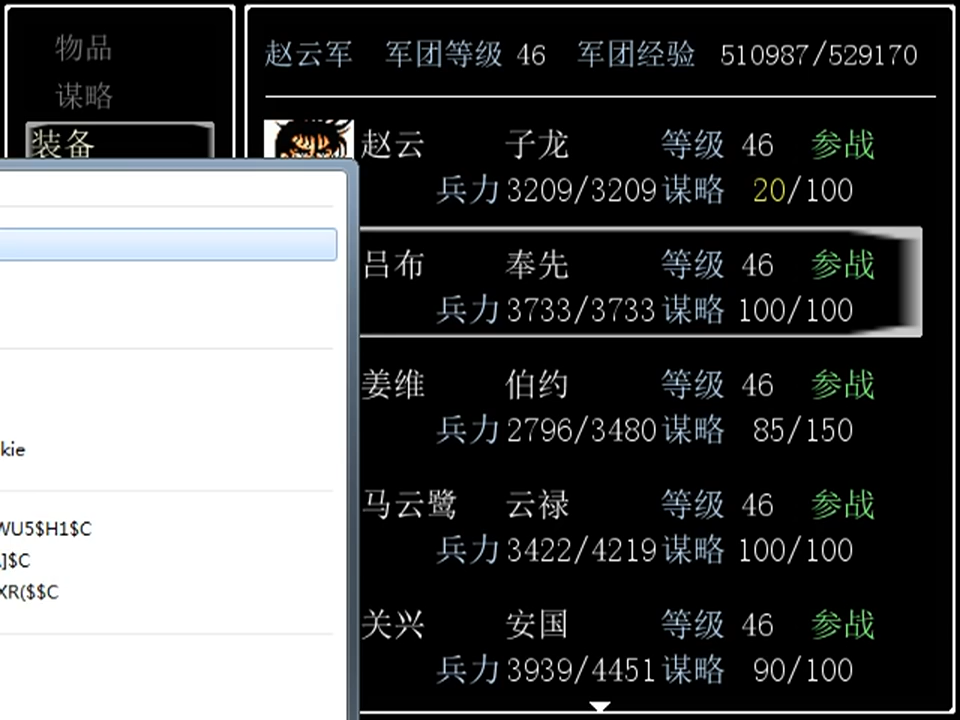 物品
谋略
装备
赵云军 军团等级 46 军团经验 510987/529170
赵云 子龙 等级 46 参战
兵力 3209/3209 谋略 20/100
吕布 奉先 等级 46 参战
兵力 3733/3733 谋略 100/100
姜维 伯约 等级 46 参战
兵力 2796/3480 谋略 85/150
马云鹭 云禄 等级 46 参战
兵力 3422/4219 谋略 100/100
关兴 安国 等级 46 参战
兵力 3939/4451 谋略 90/100
kie
WU5$H1$C
]$C
XR($$C